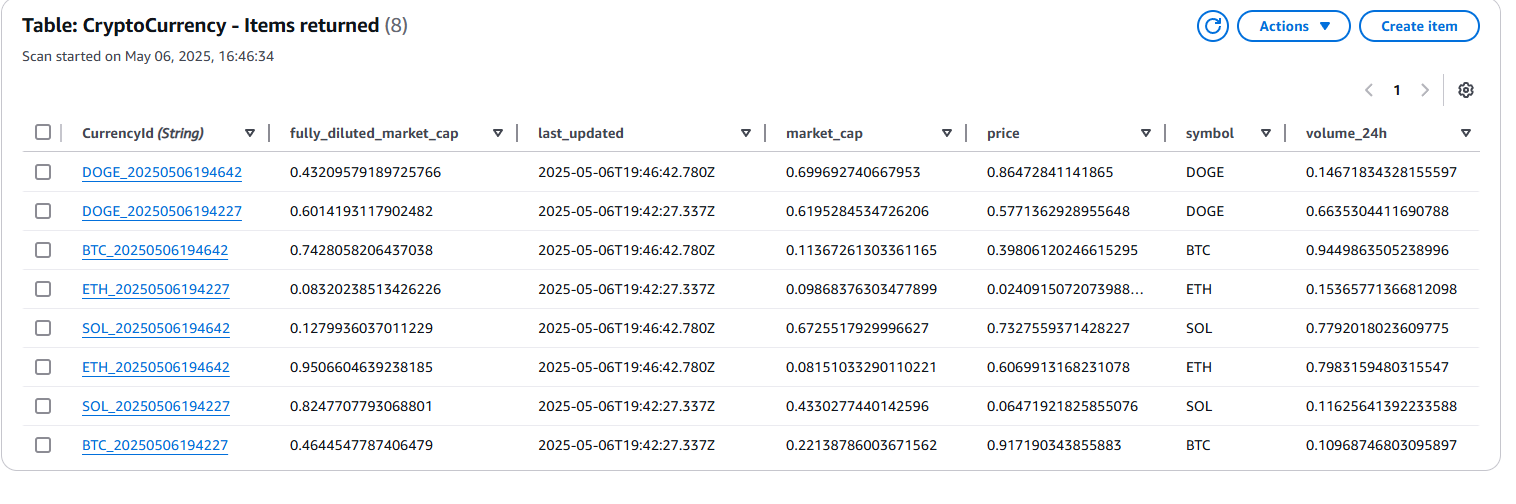 Table: CryptoCurrency - Items returned (8)
Actions
Create item
Scan started on May 06, 2025, 16:46:34
1
CurrencyId (String) fully_diluted_market_cap last_updated market_cap price symbol volume_24h
DOGE_20250506194642 0.43209579189725766 2025-05-06T19:46:42.780Z 0.699692740667953 0.86472841141865 DOGE 0.14671834328155597
DOGE_20250506194227 0.6014193117902482 2025-05-06T19:42:27.337Z 0.6195284534726206 0.5771362928955648 DOGE 0.6635304411690788
BTC_20250506194642 0.7428058206437038 2025-05-06T19:46:42.780Z 0.11367261303361165 0.39806120246615295 BTC 0.9449863505238996
ETH_20250506194227 0.08320238513426226 2025-05-06T19:42:27.337Z 0.09868376303477899 0.0240915072073988... ETH 0.15365771366812098
SOL_20250506194642 0.1279936037011229 2025-05-06T19:46:42.780Z 0.6725517929996627 0.7327559371428227 SOL 0.7792018023609775
ETH_20250506194642 0.9506604639238185 2025-05-06T19:46:42.780Z 0.08151033290110221 0.6069913168231078 ETH 0.7983159480315547
SOL_20250506194227 0.8247707793068801 2025-05-06T19:42:27.337Z 0.4330277440142596 0.06471921825855076 SOL 0.11625641392233588
BTC_20250506194227 0.4644547787406479 2025-05-06T19:42:27.337Z 0.22138786003671562 0.917190343855883 BTC 0.10968746803095897